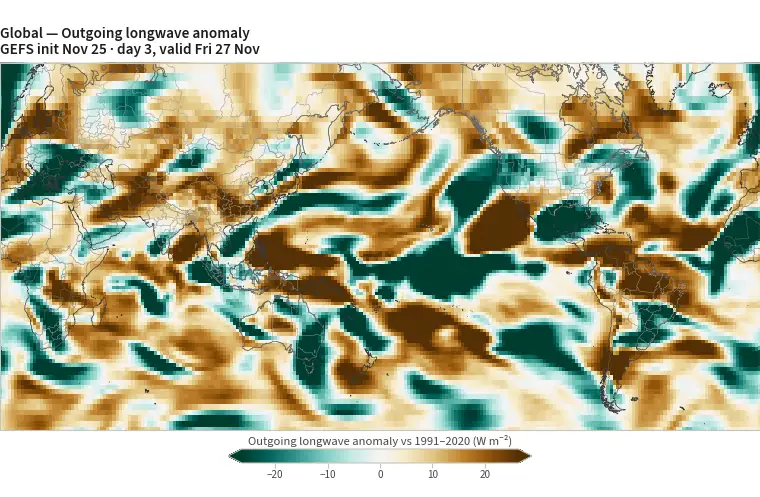 Global — Outgoing longwave anomaly
GEFS init Nov 25 · day 3, valid Fri 27 Nov
Outgoing longwave anomaly vs 1991–2020 (W m⁻²)
−20 −10 0 10 20